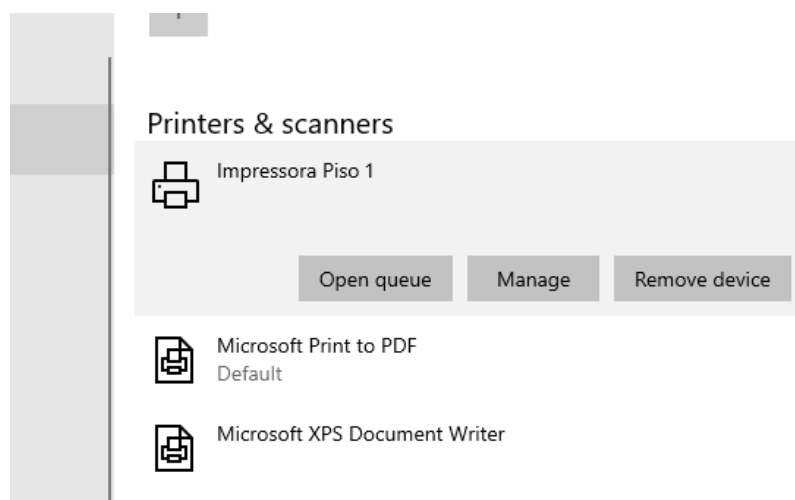 Printers & scanners
Impressora Piso 1
Open queue Manage Remove device
Microsoft Print to PDF
Default
Microsoft XPS Document Writer